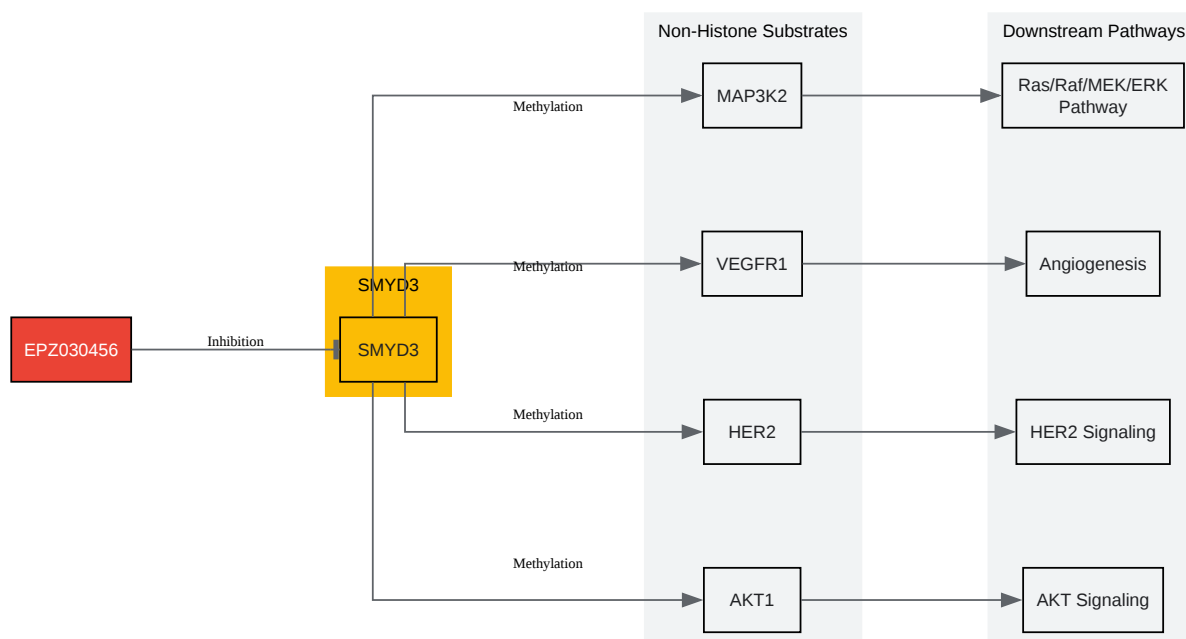 Non-Histone Substrates
Downstream Pathways
MAP3K2
Ras/Raf/MEK/ERK
Pathway
Methylation
VEGFR1
Angiogenesis
Methylation
SMYD3
EPZ030456
Inhibition
SMYD3
Methylation
HER2
HER2 Signaling
Methylation
AKT1
AKT Signaling